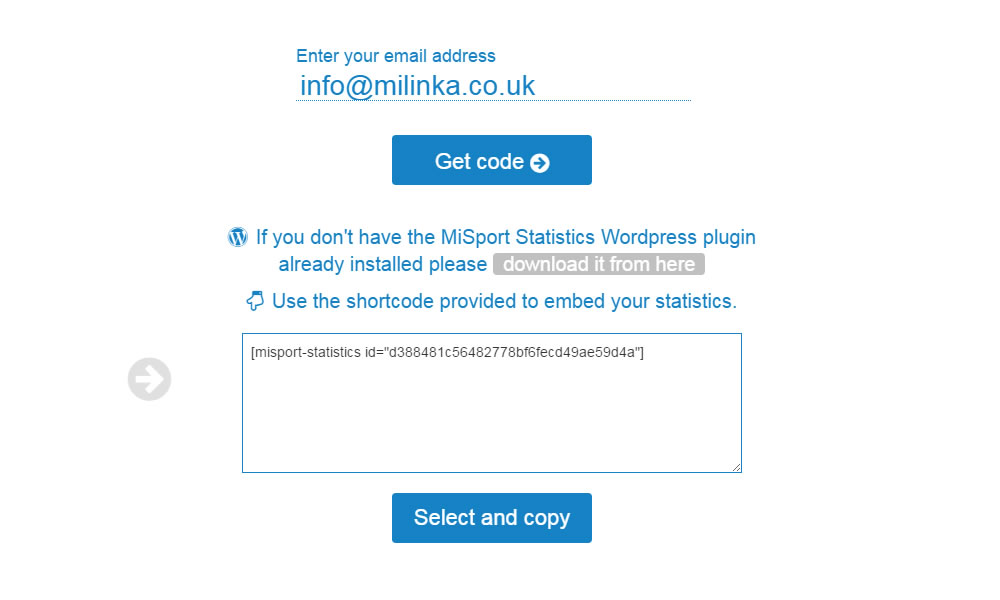 Enter your email address
info@milinka.co.uk
Get code
If you don't have the MiSport Statistics Wordpress plugin
already installed please download it from here
Use the shortcode provided to embed your statistics.
[misport-statistics id="d388481c56482778bf6fecd49ae59d4a"]
Select and copy